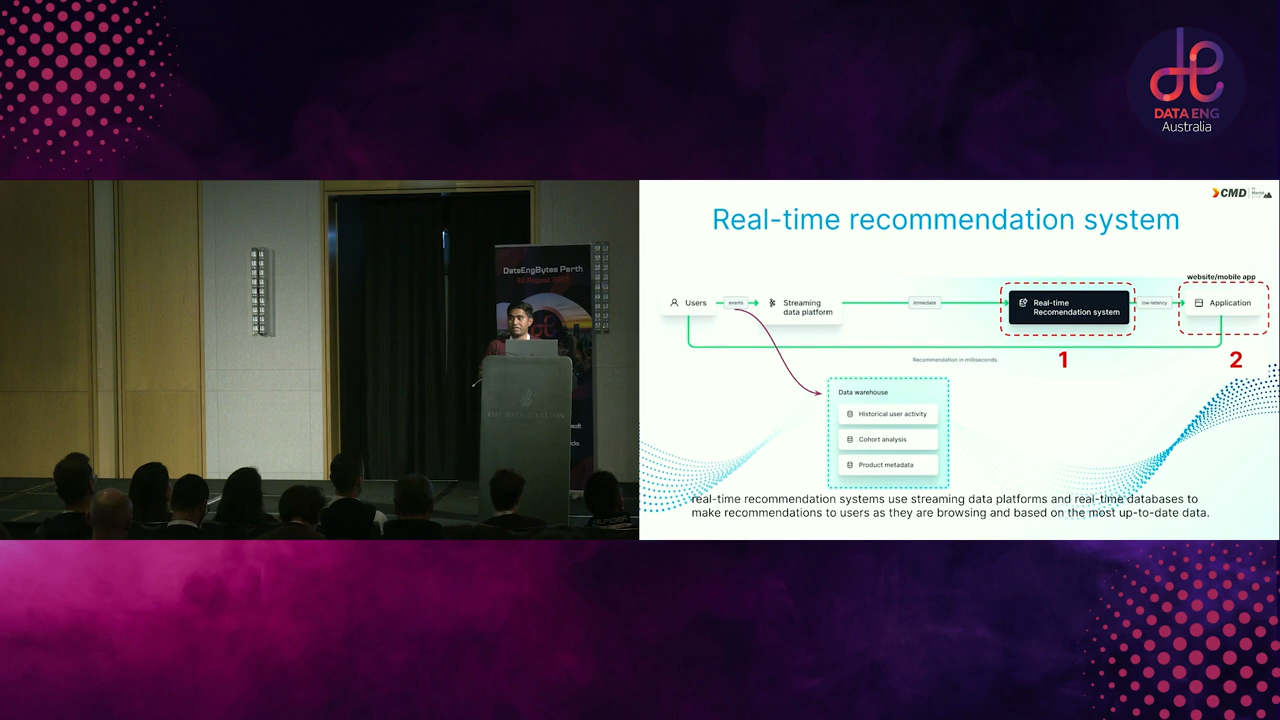 DATA ENG
Australia
DataEngBytes Perth
CMD
Real-time recommendation system
website/mobile app
Users
events
Streaming
data platform
immediate
Real-time
Recomendation system
low-latency
Application
Recommendation in milliseconds
1
2
Data warehouse
Historical user activity
Cohort analysis
Product metadata
real-time recommendation systems use streaming data platforms and real-time databases to
make recommendations to users as they are browsing and based on the most up-to-date data.